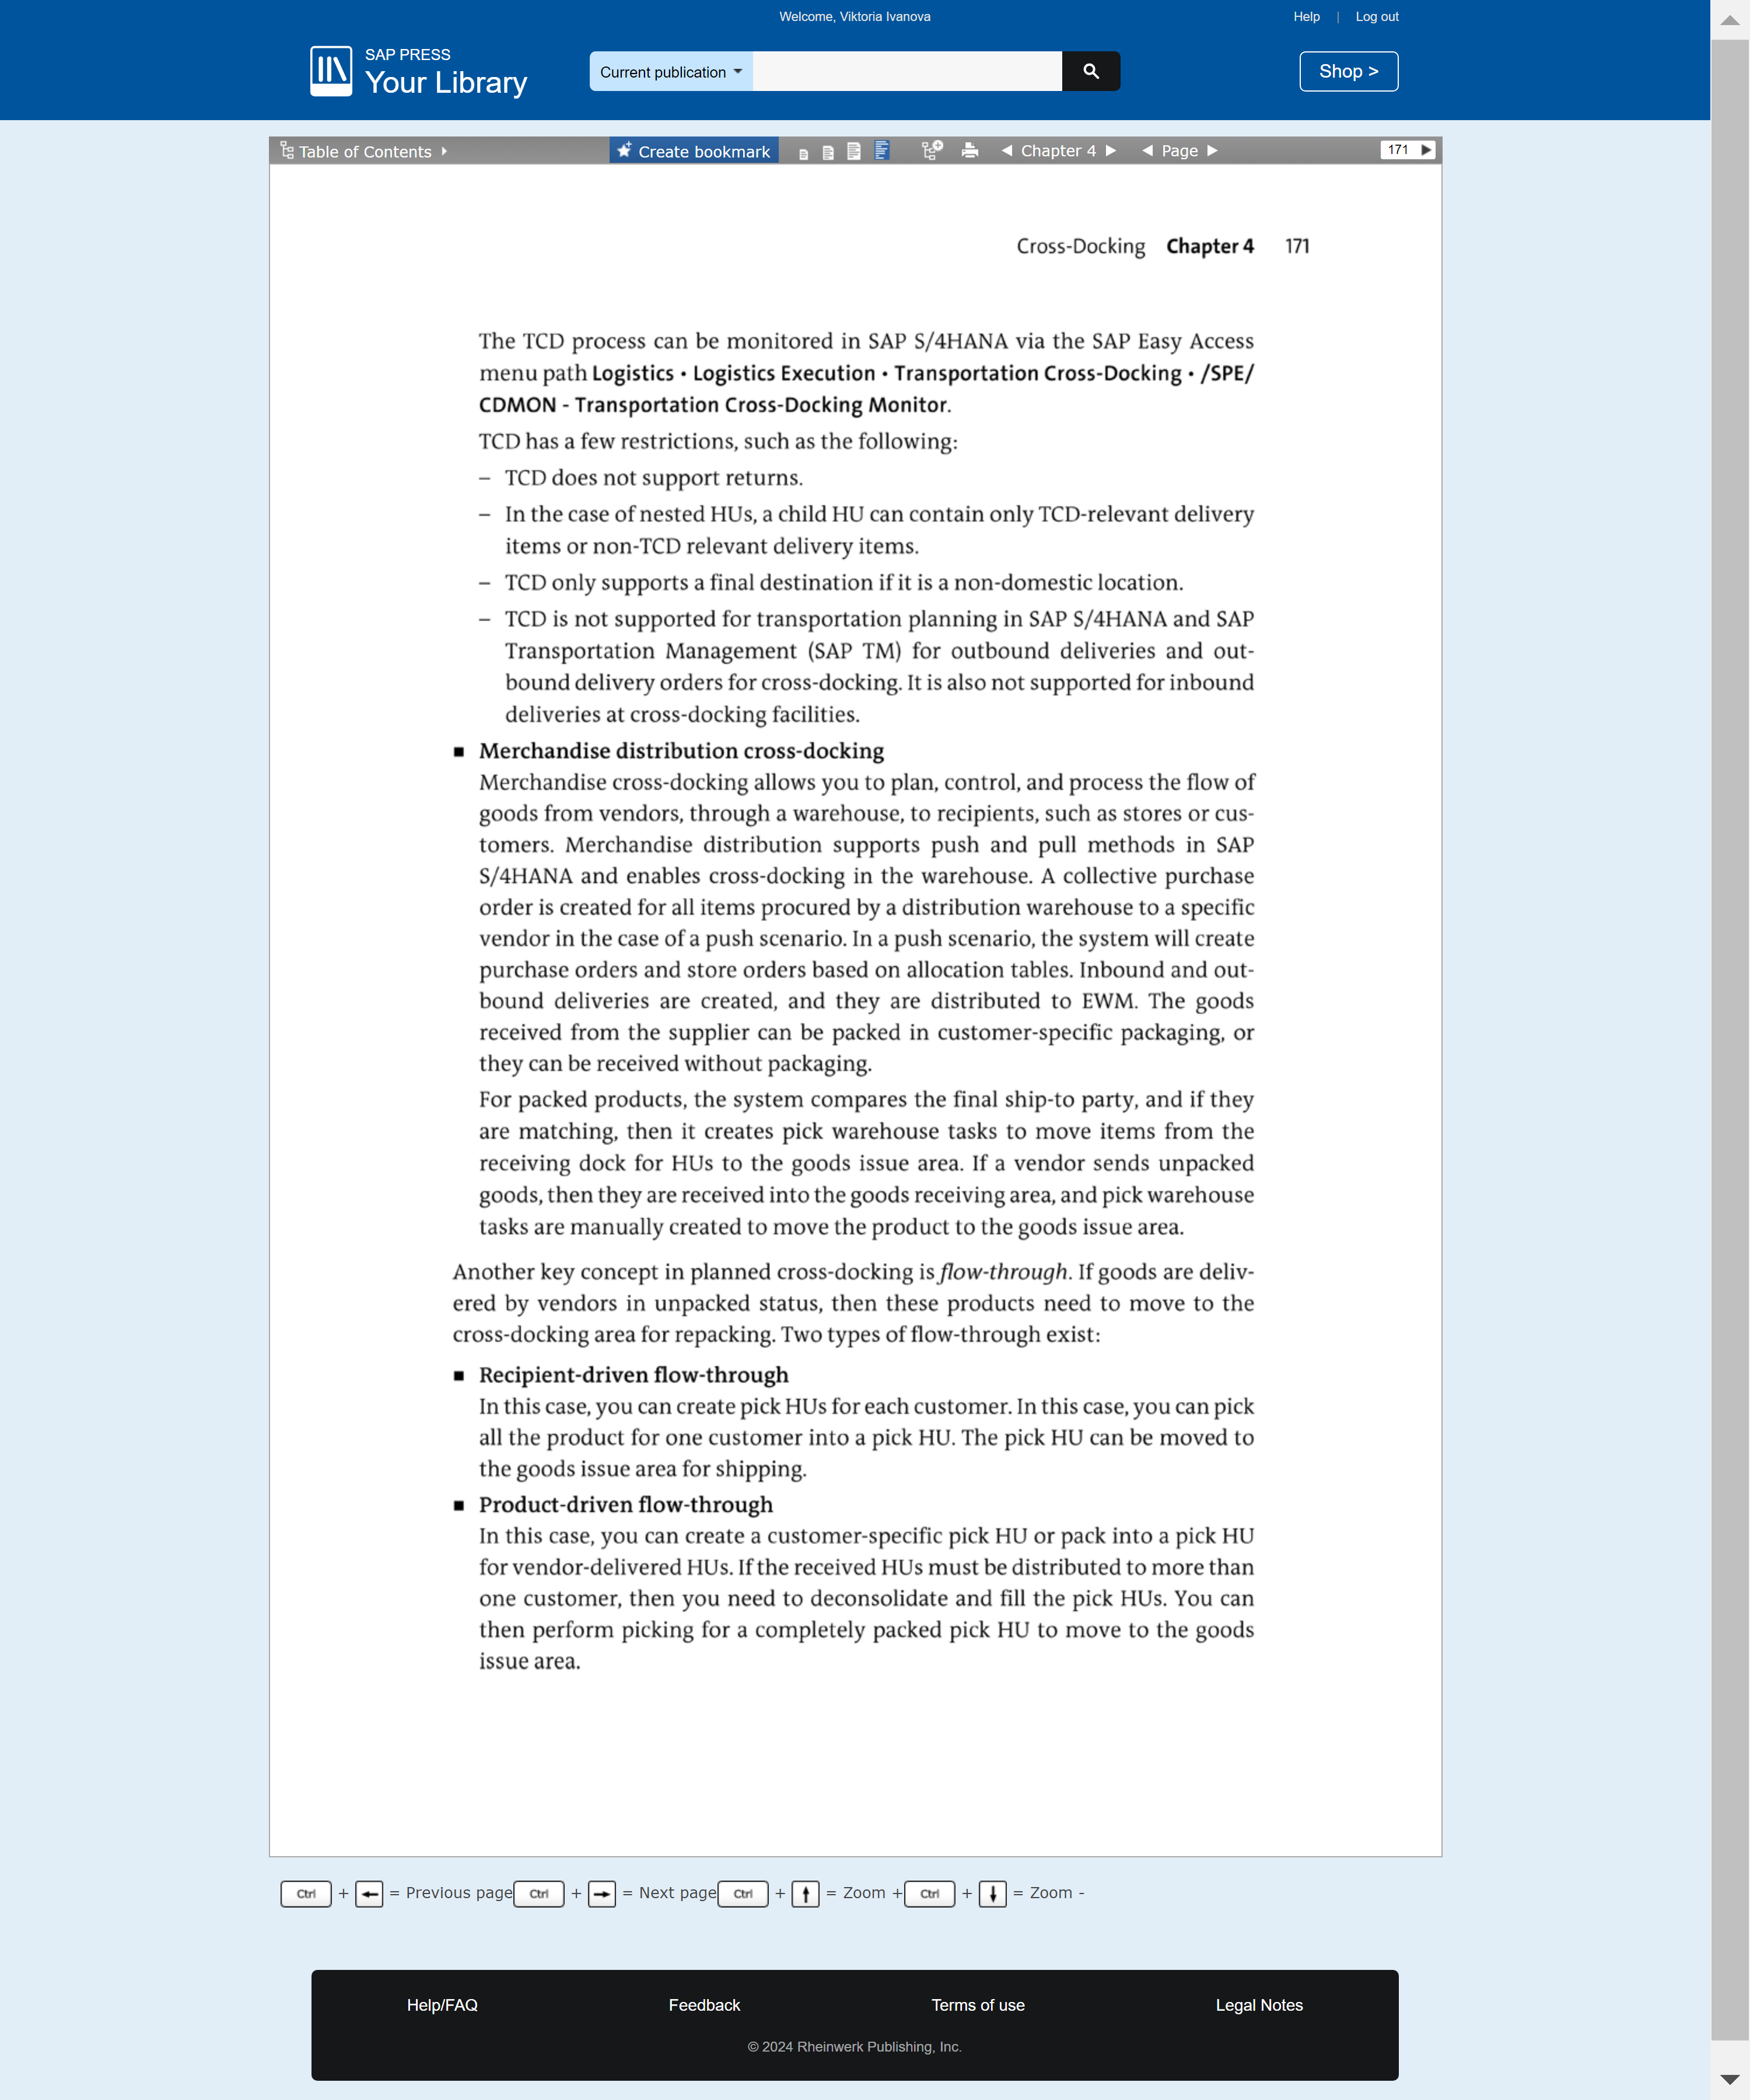 Welcome, Viktoria Ivanova
Help | Log out
SAP PRESS
Your Library
Current publication
Shop >
Table of Contents
Create bookmark
Chapter 4
Page
171
Cross-Docking Chapter 4 171
The TCD process can be monitored in SAP S/4HANA via the SAP Easy Access
menu path Logistics • Logistics Execution • Transportation Cross-Docking • /SPE/
CDMON - Transportation Cross-Docking Monitor.
TCD has a few restrictions, such as the following:
– TCD does not support returns.
– In the case of nested HUs, a child HU can contain only TCD-relevant delivery
items or non-TCD relevant delivery items.
– TCD only supports a final destination if it is a non-domestic location.
– TCD is not supported for transportation planning in SAP S/4HANA and SAP
Transportation Management (SAP TM) for outbound deliveries and out-
bound delivery orders for cross-docking. It is also not supported for inbound
deliveries at cross-docking facilities.
■ Merchandise distribution cross-docking
Merchandise cross-docking allows you to plan, control, and process the flow of
goods from vendors, through a warehouse, to recipients, such as stores or cus-
tomers. Merchandise distribution supports push and pull methods in SAP
S/4HANA and enables cross-docking in the warehouse. A collective purchase
order is created for all items procured by a distribution warehouse to a specific
vendor in the case of a push scenario. In a push scenario, the system will create
purchase orders and store orders based on allocation tables. Inbound and out-
bound deliveries are created, and they are distributed to EWM. The goods
received from the supplier can be packed in customer-specific packaging, or
they can be received without packaging.
For packed products, the system compares the final ship-to party, and if they
are matching, then it creates pick warehouse tasks to move items from the
receiving dock for HUs to the goods issue area. If a vendor sends unpacked
goods, then they are received into the goods receiving area, and pick warehouse
tasks are manually created to move the product to the goods issue area.
Another key concept in planned cross-docking is flow-through. If goods are deliv-
ered by vendors in unpacked status, then these products need to move to the
cross-docking area for repacking. Two types of flow-through exist:
■ Recipient-driven flow-through
In this case, you can create pick HUs for each customer. In this case, you can pick
all the product for one customer into a pick HU. The pick HU can be moved to
the goods issue area for shipping.
■ Product-driven flow-through
In this case, you can create a customer-specific pick HU or pack into a pick HU
for vendor-delivered HUs. If the received HUs must be distributed to more than
one customer, then you need to deconsolidate and fill the pick HUs. You can
then perform picking for a completely packed pick HU to move to the goods
issue area.
Ctrl + ← = Previous page Ctrl + → = Next page Ctrl + ↑ = Zoom + Ctrl + ↓ = Zoom -
Help/FAQ
Feedback
Terms of use
Legal Notes
© 2024 Rheinwerk Publishing, Inc.